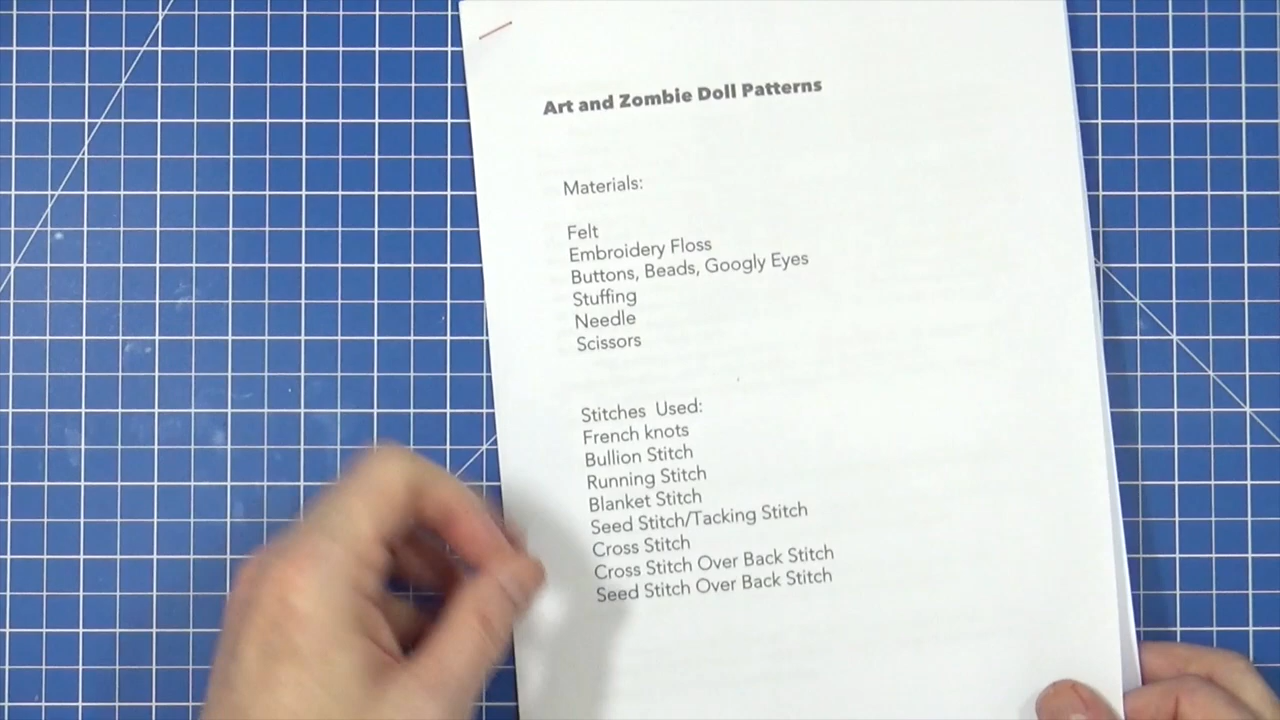 Art and Zombie Doll Patterns
Materials:
Felt
Embroidery Floss
Buttons, Beads, Googly Eyes
Stuffing
Needle
Scissors
Stitches Used:
French knots
Bullion Stitch
Running Stitch
Blanket Stitch
Seed Stitch/Tacking Stitch
Cross Stitch
Cross Stitch Over Back Stitch
Seed Stitch Over Back Stitch